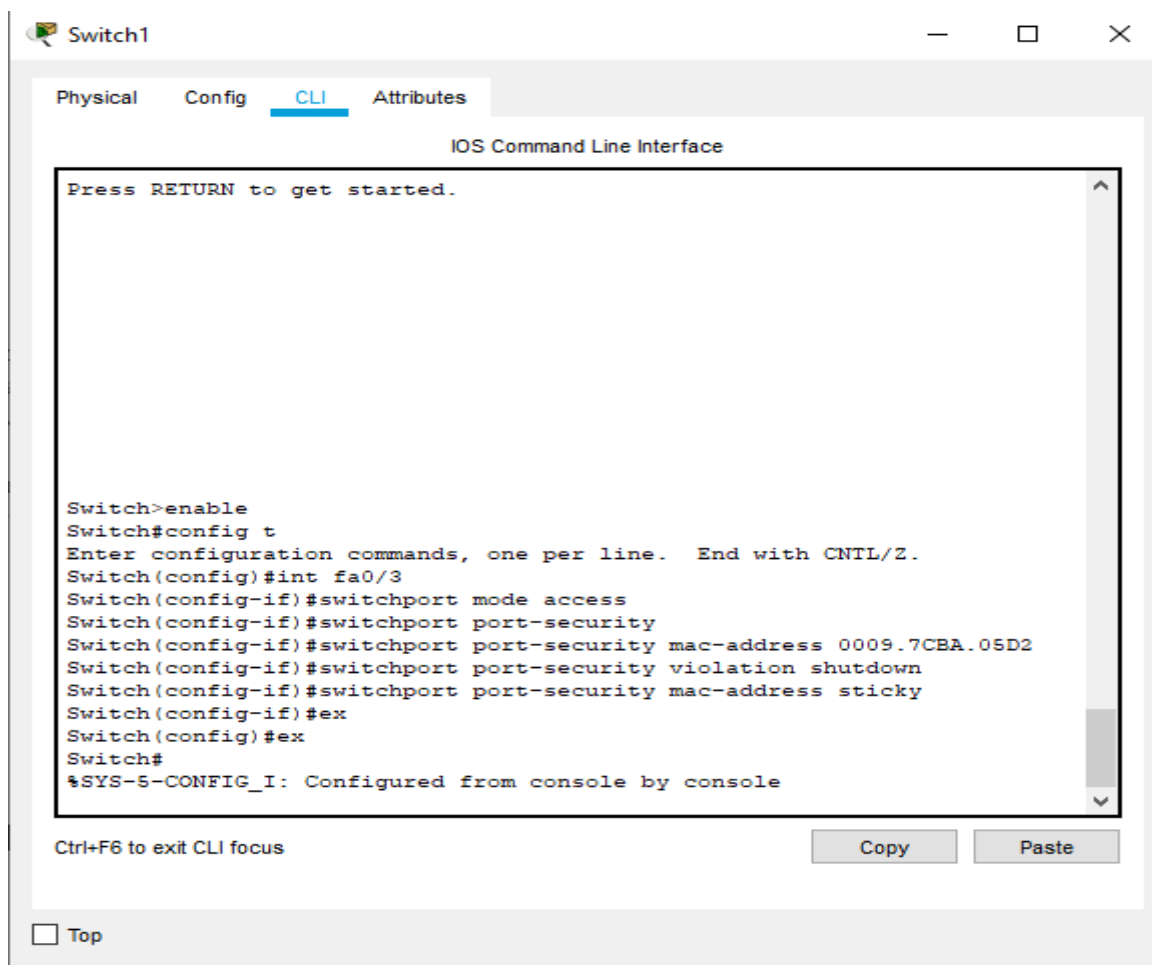 Switch1
Physical Config CLI Attributes
IOS Command Line Interface
Press RETURN to get started.
Switch>enable
Switch#config t
Enter configuration commands, one per line.  End with CNTL/Z.
Switch(config)#int fa0/3
Switch(config-if)#switchport mode access
Switch(config-if)#switchport port-security
Switch(config-if)#switchport port-security mac-address 0009.7CBA.05D2
Switch(config-if)#switchport port-security violation shutdown
Switch(config-if)#switchport port-security mac-address sticky
Switch(config-if)#ex
Switch(config)#ex
Switch#
%SYS-5-CONFIG_I: Configured from console by console
Ctrl+F6 to exit CLI focus Copy Paste
Top